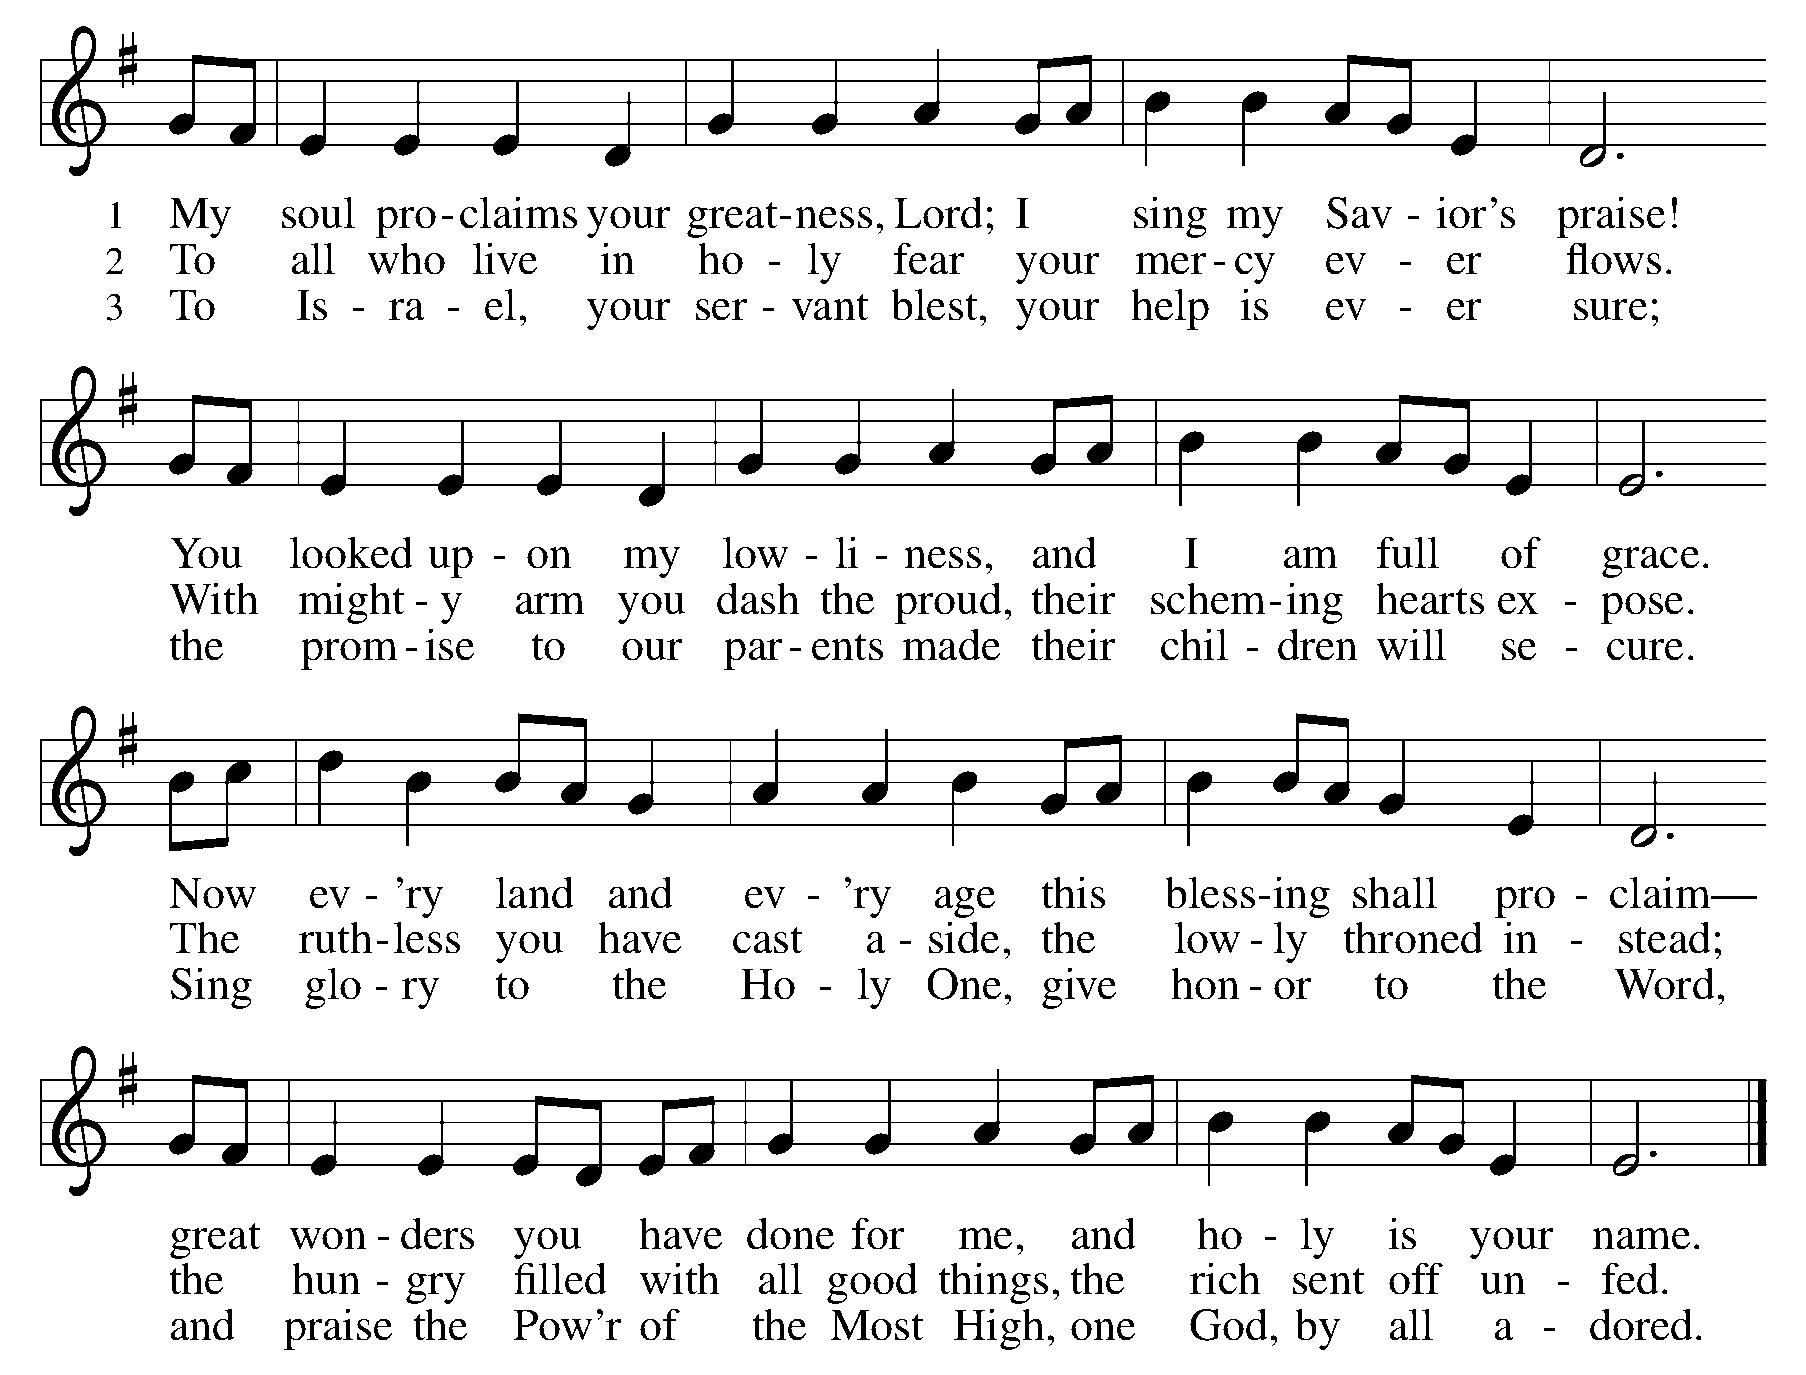 1 My soul pro-claims your great-ness, Lord; I sing my Sav - ior’s praise!
2 To all who live in ho - ly fear your mer-cy ev - er flows.
3 To Is - ra - el, your ser - vant blest, your help is ev - er sure;
You looked up - on my low - li - ness, and I am full of grace.
With might - y arm you dash the proud, their schem-ing hearts ex - pose.
the prom-ise to our par-ents made their chil - dren will se - cure.
Now ev - ’ry land and ev - ’ry age this bless-ing shall pro - claim—
The ruth-less you have cast a - side, the low - ly throned in - stead;
Sing glo - ry to the Ho - ly One, give hon - or to the Word,
great won - ders you have done for me, and ho - ly is your name.
the hun - gry filled with all good things, the rich sent off un - fed.
and praise the Pow’r of the Most High, one God, by all a - dored.